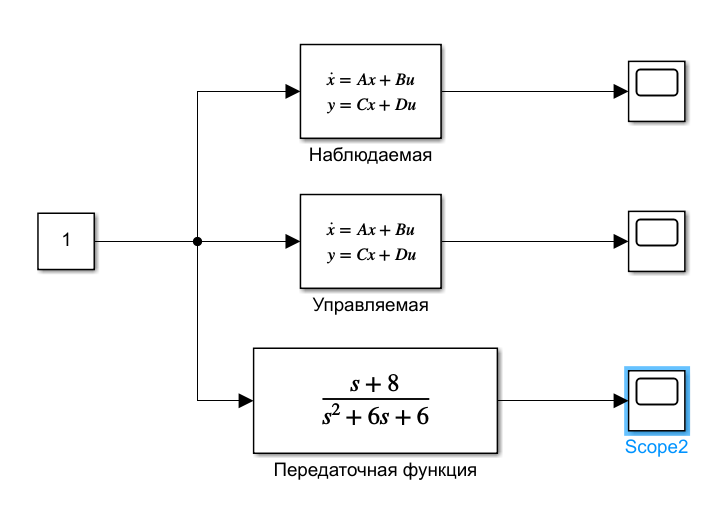 ẋ = Ax + Bu
y = Cx + Du
Наблюдаемая
1
ẋ = Ax + Bu
y = Cx + Du
Управляемая
s + 8
s² + 6s + 6
Передаточная функция
Scope2